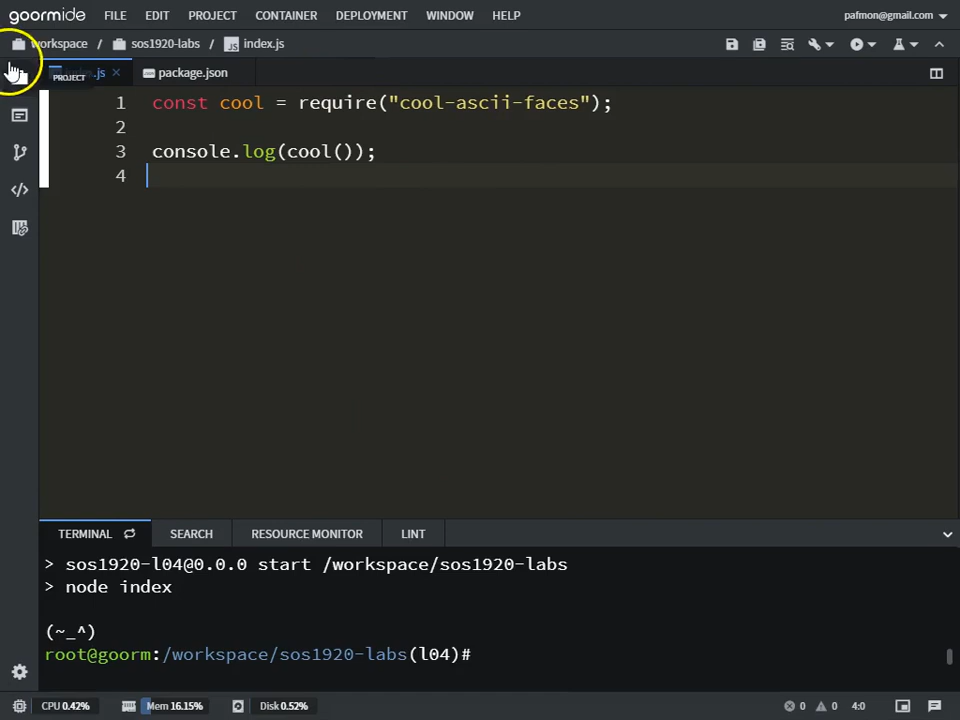 goormide FILE EDIT PROJECT CONTAINER DEPLOYMENT WINDOW HELP pafmon@gmail.com
workspace / sos1920-labs / JS index.js
.js × package.json
PROJECT
1 const cool = require("cool-ascii-faces");
2
3 console.log(cool());
4
TERMINAL SEARCH RESOURCE MONITOR LINT
> sos1920-l04@0.0.0 start /workspace/sos1920-labs
> node index
(~_^)
root@goorm:/workspace/sos1920-labs(l04)#
CPU 0.42% Mem 16.15% Disk 0.52% 0 0 4:0